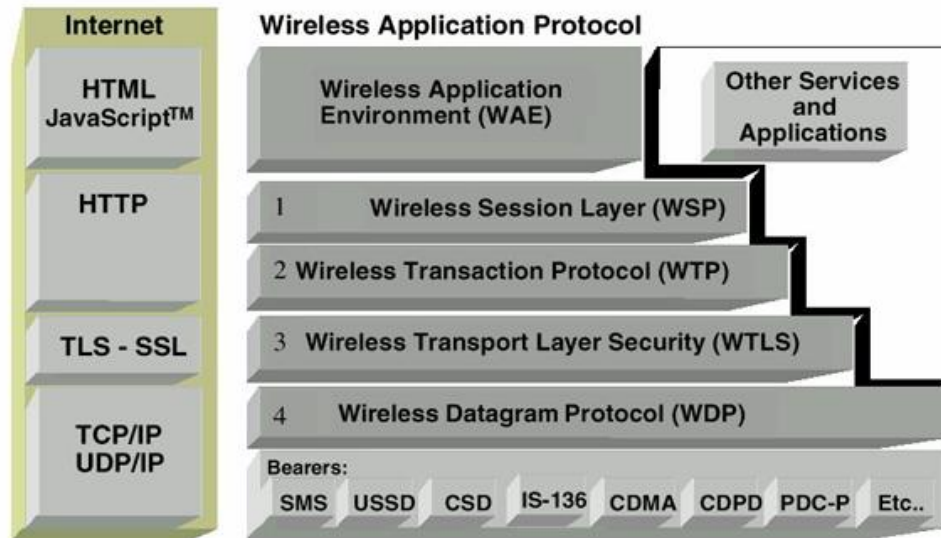 Internet
HTML
JavaScript™
HTTP
TLS - SSL
TCP/IP
UDP/IP
Wireless Application Protocol
Wireless Application
Environment (WAE)
Other Services
and
Applications
1 Wireless Session Layer (WSP)
2 Wireless Transaction Protocol (WTP)
3 Wireless Transport Layer Security (WTLS)
4 Wireless Datagram Protocol (WDP)
Bearers:
SMS USSD CSD IS-136 CDMA CDPD PDC-P Etc..